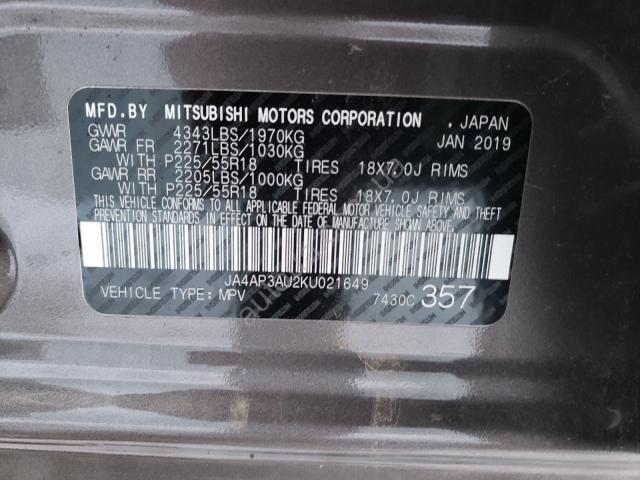 MFD.BY MITSUBISHI MOTORS CORPORATION . JAPAN
GVWR 4343LBS/1970KG JAN 2019
GAWR FR 2271LBS/1030KG
WITH P225/55R18 TIRES 18X7.0J RIMS
GAWR RR 2205LBS/1000KG
WITH P225/55R18 TIRES 18X7.0J RIMS
THIS VEHICLE CONFORMS TO ALL APPLICABLE FEDERAL MOTOR VEHICLE SAFETY AND THEFT
PREVENTION STANDARDS IN EFFECT ON THE DATE OF MANUFACTURE SHOWN ABOVE.
JA4AP3AU2KU021649
VEHICLE TYPE: MPV 7430C 357